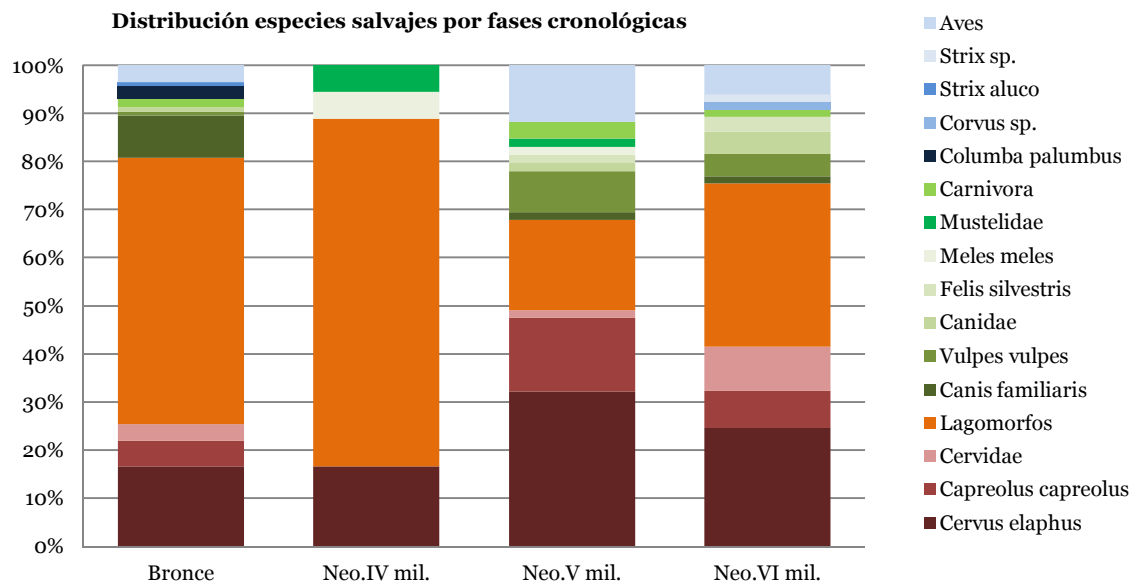 Distribución especies salvajes por fases cronológicas
100%
90%
80%
70%
60%
50%
40%
30%
20%
10%
0%
Bronce
Neo.IV mil.
Neo.V mil.
Neo.VI mil.
Aves
Strix sp.
Strix aluco
Corvus sp.
Columba palumbus
Carnivora
Mustelidae
Meles meles
Felis silvestris
Canidae
Vulpes vulpes
Canis familiaris
Lagomorfos
Cervidae
Capreolus capreolus
Cervus elaphus